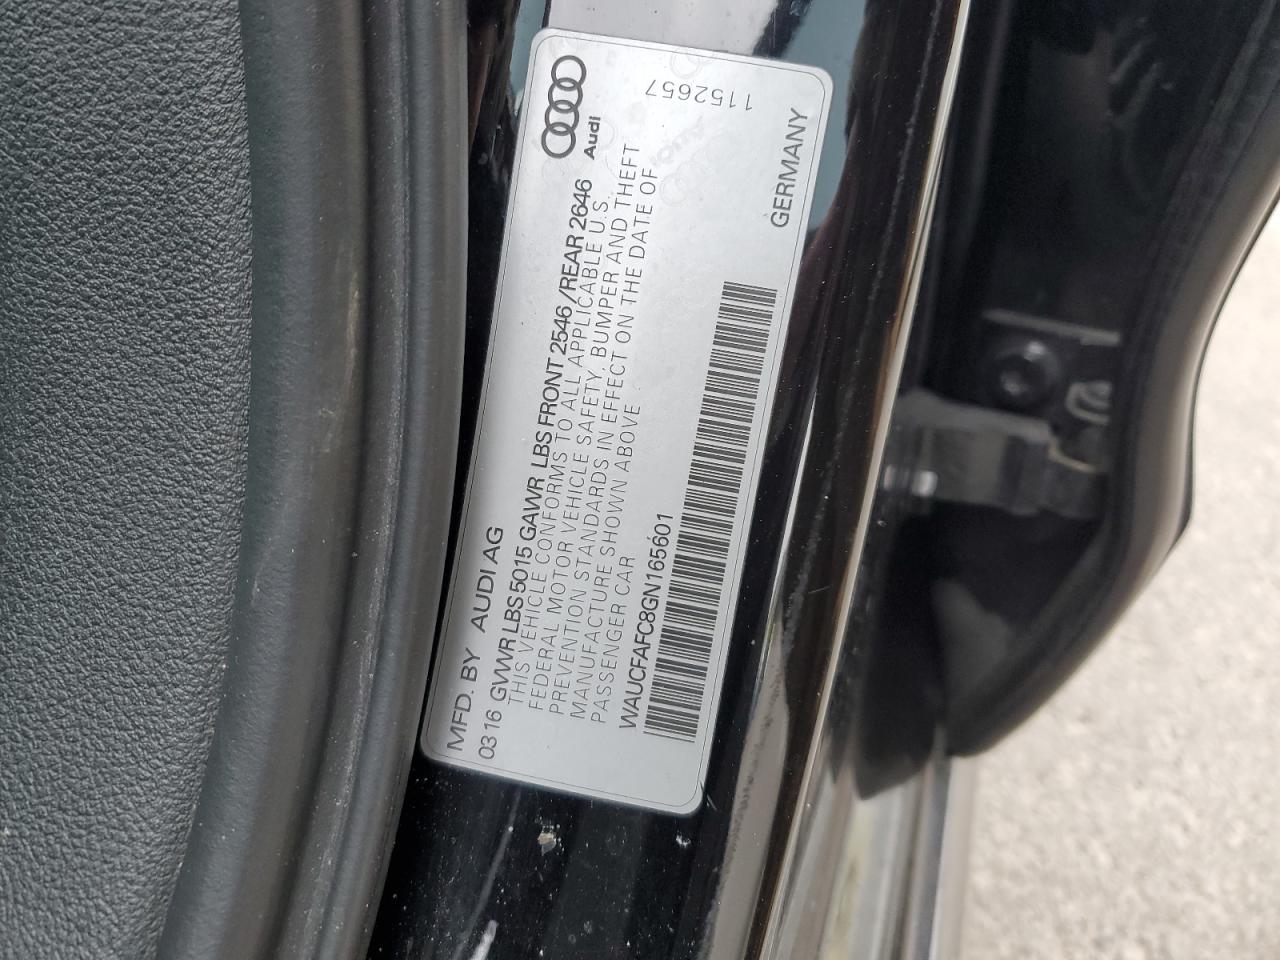 Audi
1152657
MFD. BY AUDI AG
03 16 GVWR LBS 5015 GAWR LBS FRONT 2546 /REAR 2646
THIS VEHICLE CONFORMS TO ALL APPLICABLE U.S.
FEDERAL MOTOR VEHICLE SAFETY, BUMPER AND THEFT
PREVENTION STANDARDS IN EFFECT ON THE DATE OF
MANUFACTURE SHOWN ABOVE
PASSENGER CAR
WAUCFAFC8GN165601
GERMANY